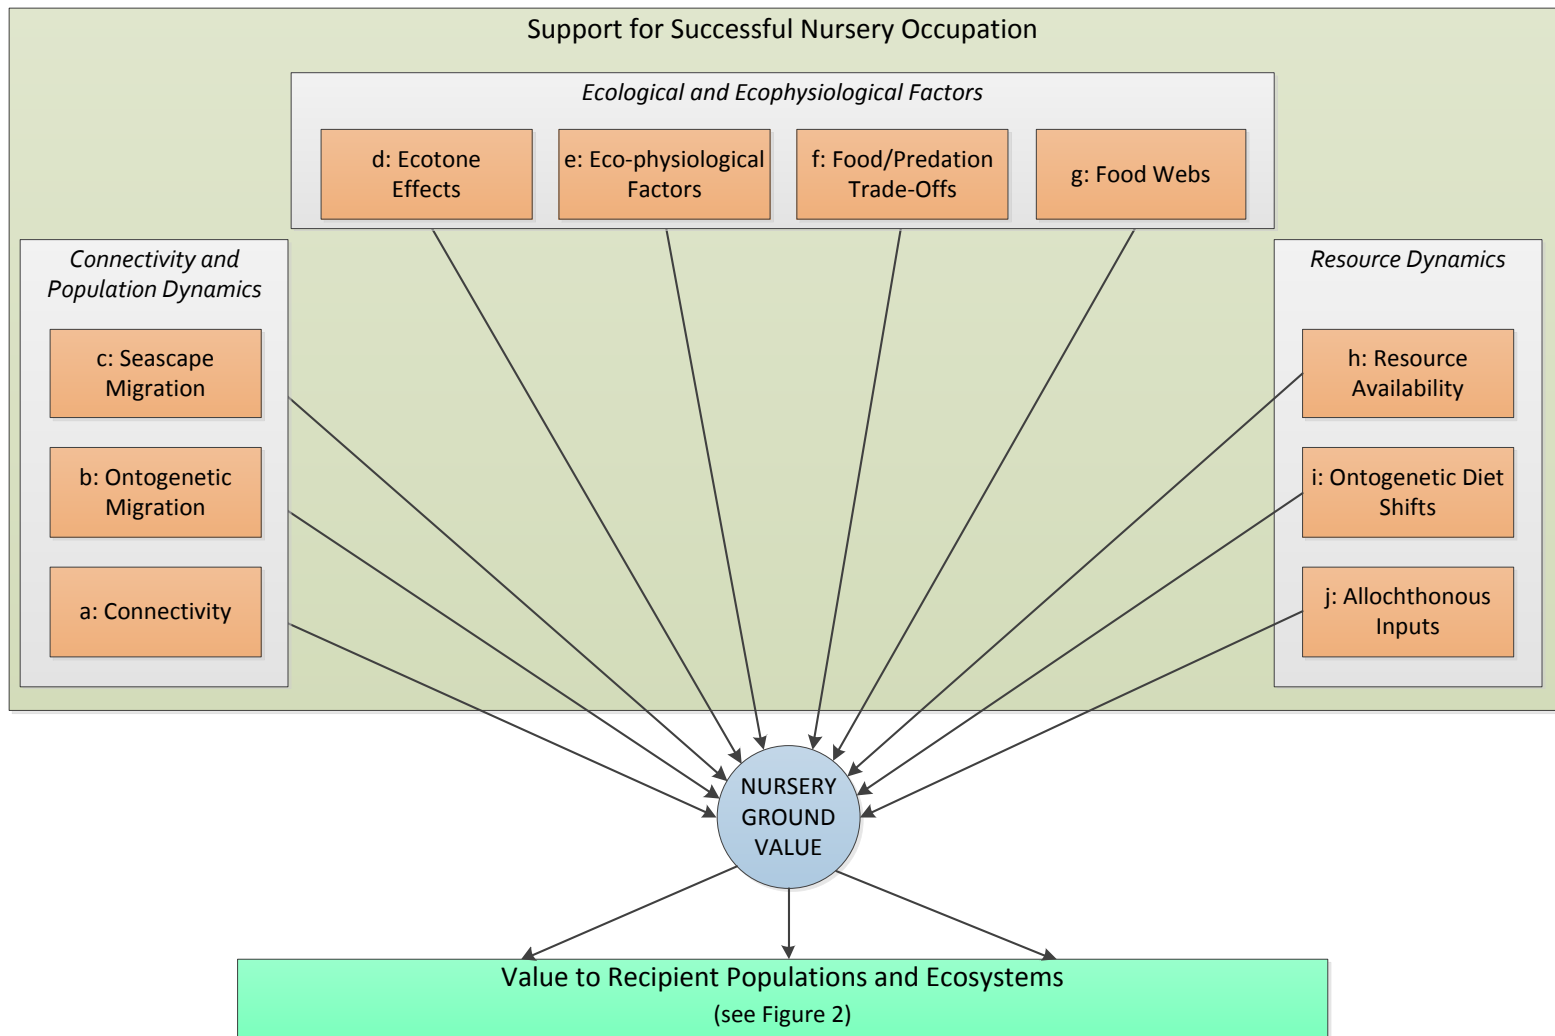 Support for Successful Nursery Occupation
Ecological and Ecophysiological Factors
d: Ecotone
Effects
e: Eco-physiological
Factors
f: Food/Predation
Trade-Offs
g: Food Webs
Connectivity and
Population Dynamics
c: Seascape
Migration
b: Ontogenetic
Migration
a: Connectivity
Resource Dynamics
h: Resource
Availability
i: Ontogenetic Diet
Shifts
j: Allochthonous
Inputs
NURSERY
GROUND
VALUE
Value to Recipient Populations and Ecosystems
(see Figure 2)